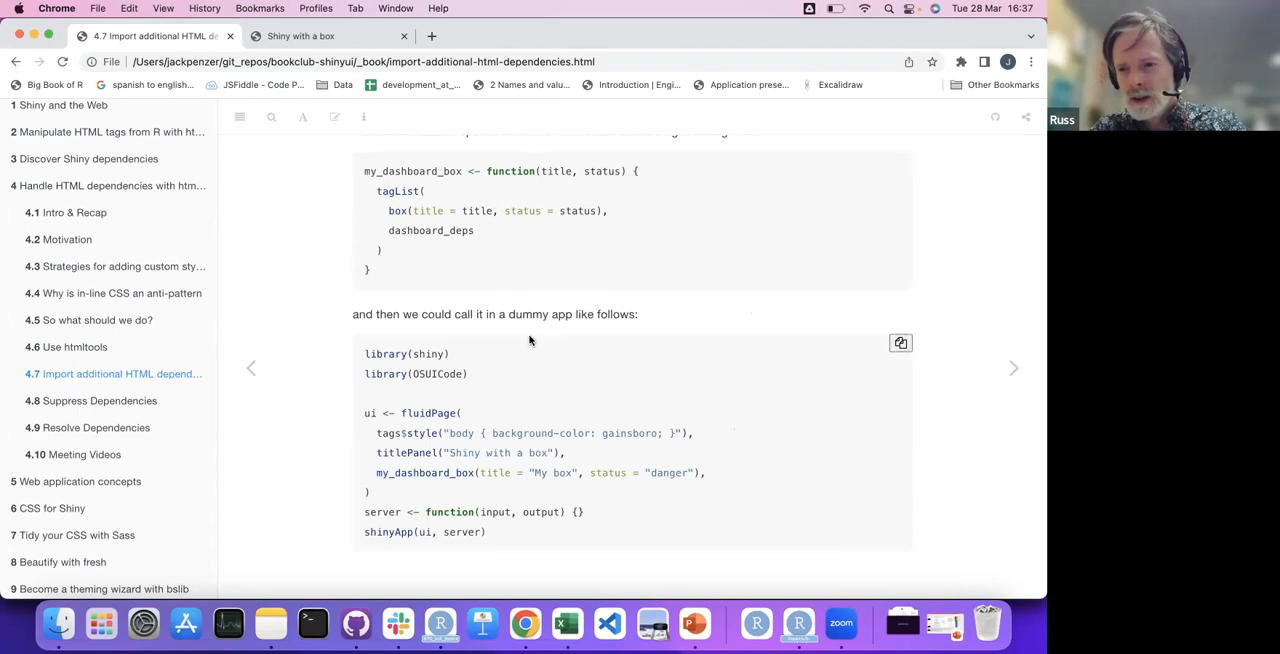 Chrome File Edit View History Bookmarks Profiles Tab Window Help Tue 28 Mar 16:37
4.7 Import additional HTML de Shiny with a box
File /Users/jackpenzer/git_repos/bookclub-shinyui/_book/import-additional-html-dependencies.html J
Big Book of R spanish to english... JSFiddle - Code P... Data development_at_... 2 Names and valu... Introduction | Engi... Application prese... Excalidraw Other Bookmarks
1 Shiny and the Web
2 Manipulate HTML tags from R with ht...
3 Discover Shiny dependencies
4 Handle HTML dependencies with htm...
4.1 Intro & Recap
4.2 Motivation
4.3 Strategies for adding custom sty...
4.4 Why is in-line CSS an anti-pattern
4.5 So what should we do?
4.6 Use htmltools
4.7 Import additional HTML depend...
4.8 Suppress Dependencies
4.9 Resolve Dependencies
4.10 Meeting Videos
5 Web application concepts
6 CSS for Shiny
7 Tidy your CSS with Sass
8 Beautify with fresh
9 Become a theming wizard with bslib
my_dashboard_box <- function(title, status) {
tagList(
box(title = title, status = status),
dashboard_deps
)
}
and then we could call it in a dummy app like follows:
library(shiny)
library(OSUICode)
ui <- fluidPage(
tags$style("body { background-color: gainsboro; }"),
titlePanel("Shiny with a box"),
my_dashboard_box(title = "My box", status = "danger"),
)
server <- function(input, output) {}
shinyApp(ui, server)
Russ
zoom